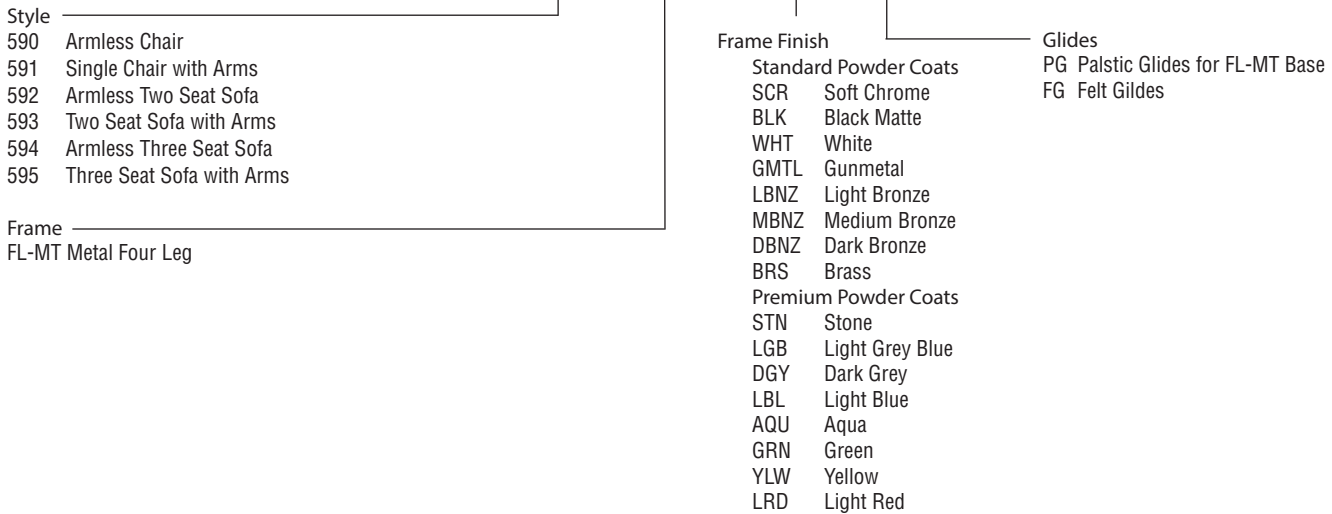 Style
590 Armless Chair
591 Single Chair with Arms
592 Armless Two Seat Sofa
593 Two Seat Sofa with Arms
594 Armless Three Seat Sofa
595 Three Seat Sofa with Arms
Frame
FL-MT Metal Four Leg
Frame Finish
Standard Powder Coats
SCR Soft Chrome
BLK Black Matte
WHT White
GMTL Gunmetal
LBNZ Light Bronze
MBNZ Medium Bronze
DBNZ Dark Bronze
BRS Brass
Premium Powder Coats
STN Stone
LGB Light Grey Blue
DGY Dark Grey
LBL Light Blue
AQU Aqua
GRN Green
YLW Yellow
LRD Light Red
Glides
PG Palstic Glides for FL-MT Base
FG Felt Gildes